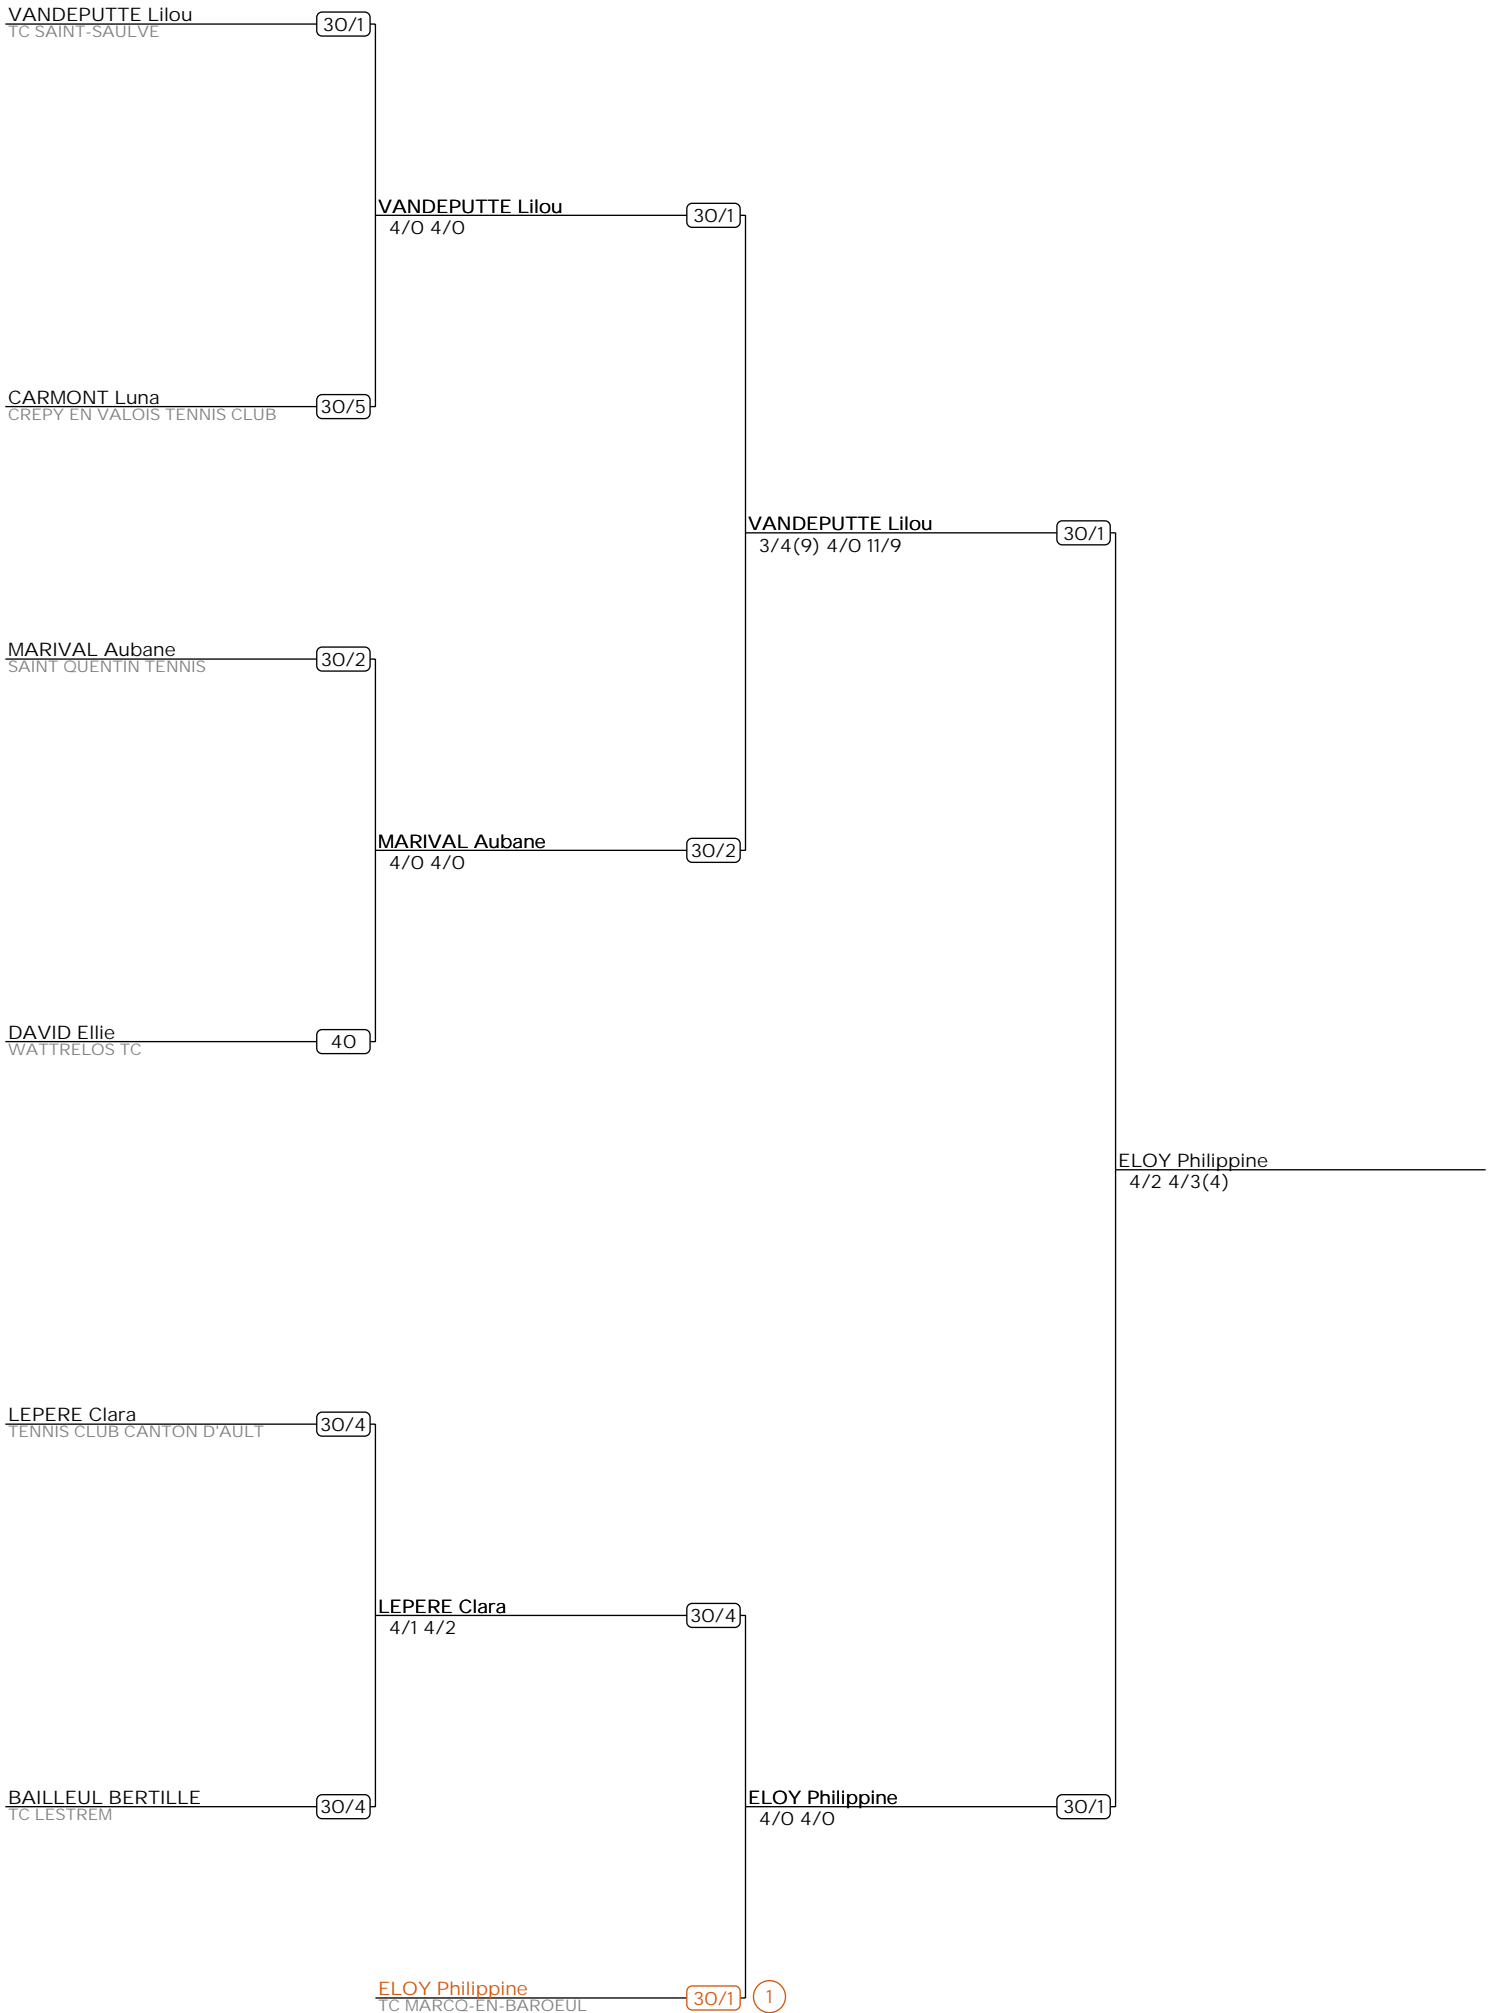 VANDEPUTTE Lilou
TC SAINT-SAULVE
30/1
VANDEPUTTE Lilou
4/0 4/0
30/1
CARMONT Luna
CREPY EN VALOIS TENNIS CLUB
30/5
VANDEPUTTE Lilou
3/4(9) 4/0 11/9
30/1
MARIVAL Aubane
SAINT QUENTIN TENNIS
30/2
MARIVAL Aubane
4/0 4/0
30/2
DAVID Ellie
WATTRELOS TC
40
ELOY Philippine
4/2 4/3(4)
LEPERE Clara
TENNIS CLUB CANTON D'AULT
30/4
LEPERE Clara
4/1 4/2
30/4
BAILLEUL BERTILLE
TC LESTREM
30/4
ELOY Philippine
4/0 4/0
30/1
ELOY Philippine
TC MARCQ-EN-BAROEUL
30/1
1